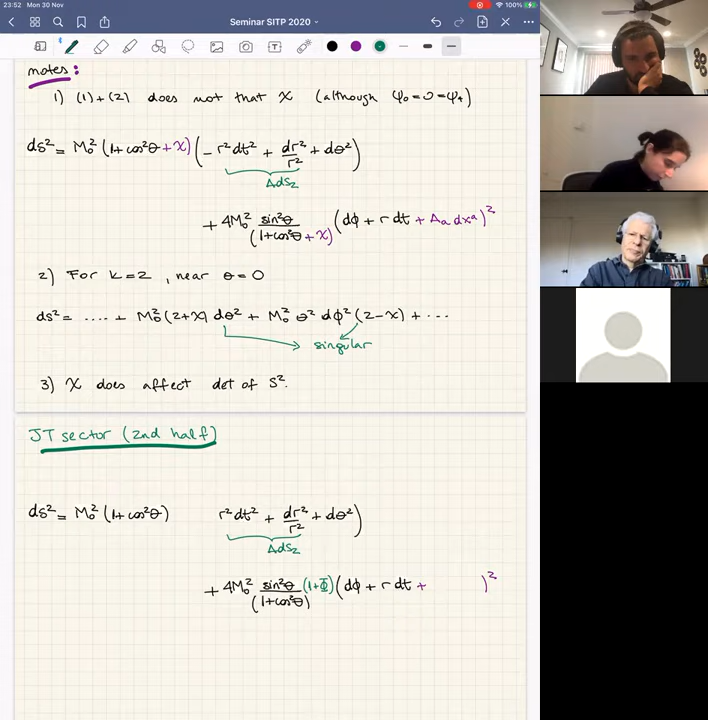 23:52 Mon 30 Nov
100%
Seminar SITP 2020
notes:
1) (1)+(2) does not that χ (although ψ₀=0=ψ₄)
ds² = M₀² (1+cos²θ +χ) (- r²dt² + dr²/r² + dθ²)
AdS₂
+ 4M₀² sin²θ/(1+cos²θ +χ) (dϕ + r dt + Aₐ dxᵃ)²
2) For k=2, near θ=0
ds² = .... + M₀² (2+χ) dθ² + M₀² θ² dϕ² (2-χ) + ...
singular
3) χ does affect det of S².
JT sector (2nd half)
ds² = M₀² (1+cos²θ) r²dt² + dr²/r² + dθ²)
AdS₂
+ 4M₀² sin²θ/(1+cos²θ) (1+Φ) (dϕ + r dt + )²